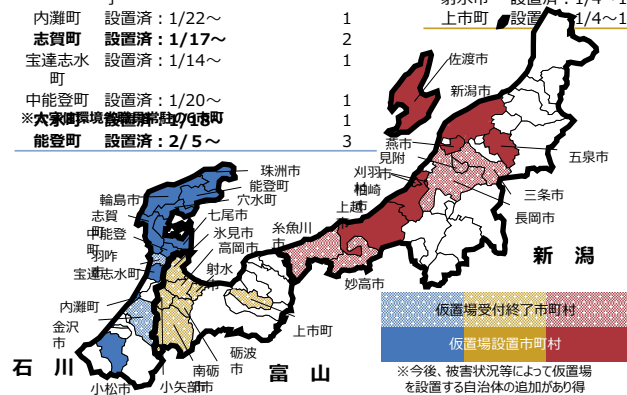 内灘町 設置済：1/22～ 1
志賀町 設置済：1/17～ 2
宝達志水町 設置済：1/14～ 1
中能登町 設置済：1/20～ 1
穴水町 設置済：1/18～ 1
能登町 設置済：2/5～ 3
上市町
佐渡市
新潟市
燕市
見附市
五泉市
刈羽村
柏崎市
三条市
長岡市
上越市
糸魚川市
妙高市
新 潟
珠洲市
能登町
輪島市
穴水町
志賀町
七尾市
中能登町
氷見市
羽咋市
高岡市
宝達志水町
射水
内灘町
金沢市
上市町
砺波市
南砺市
小矢部市
小松市
石 川
富 山
仮置場受付終了市町村
仮置場設置市町村
※今後、被害状況等によって仮置場
を設置する自治体の追加があり得